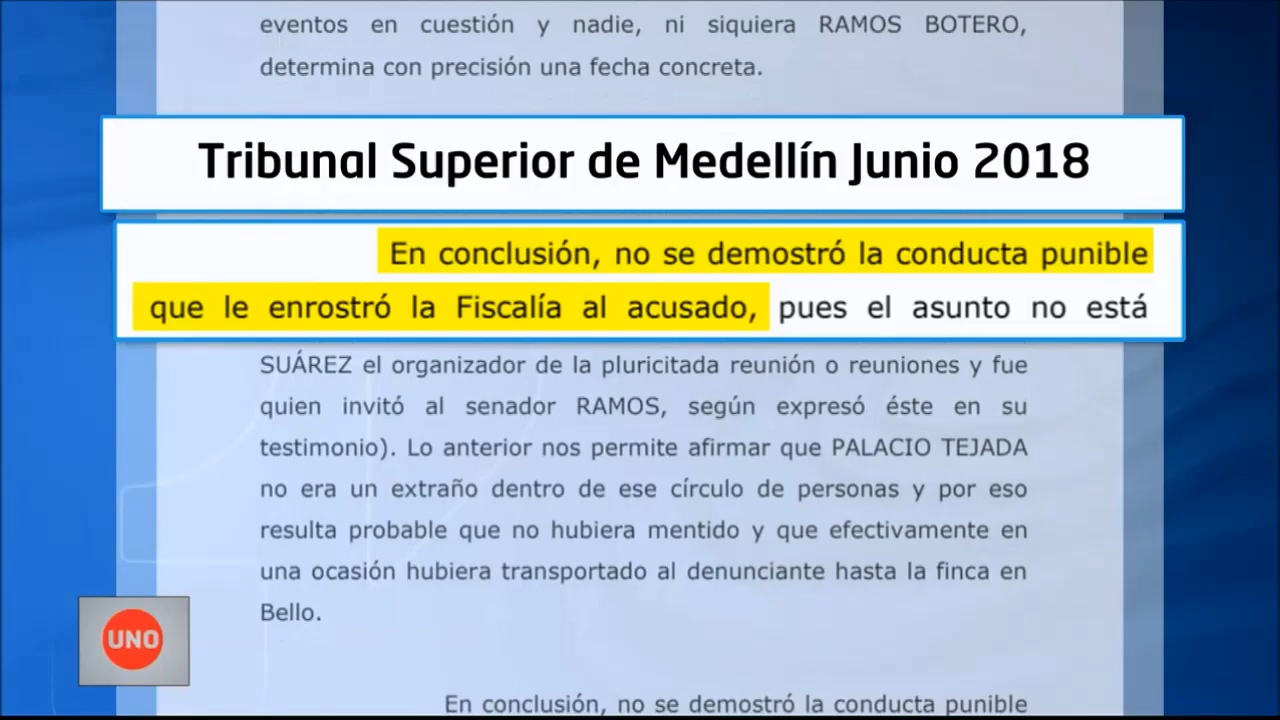 eventos en cuestión y nadie, ni siquiera RAMOS BOTERO,
determina con precisión una fecha concreta.
Tribunal Superior de Medellín Junio 2018
En conclusión, no se demostró la conducta punible
que le enrostró la Fiscalía al acusado, pues el asunto no está
SUÁREZ el organizador de la pluricitada reunión o reuniones y fue
quien invitó al senador RAMOS, según expresó éste en su
testimonio). Lo anterior nos permite afirmar que PALACIO TEJADA
no era un extraño dentro de ese círculo de personas y por eso
resulta probable que no hubiera mentido y que efectivamente en
una ocasión hubiera transportado al denunciante hasta la finca en
Bello.
UNO
En conclusión, no se demostró la conducta punible